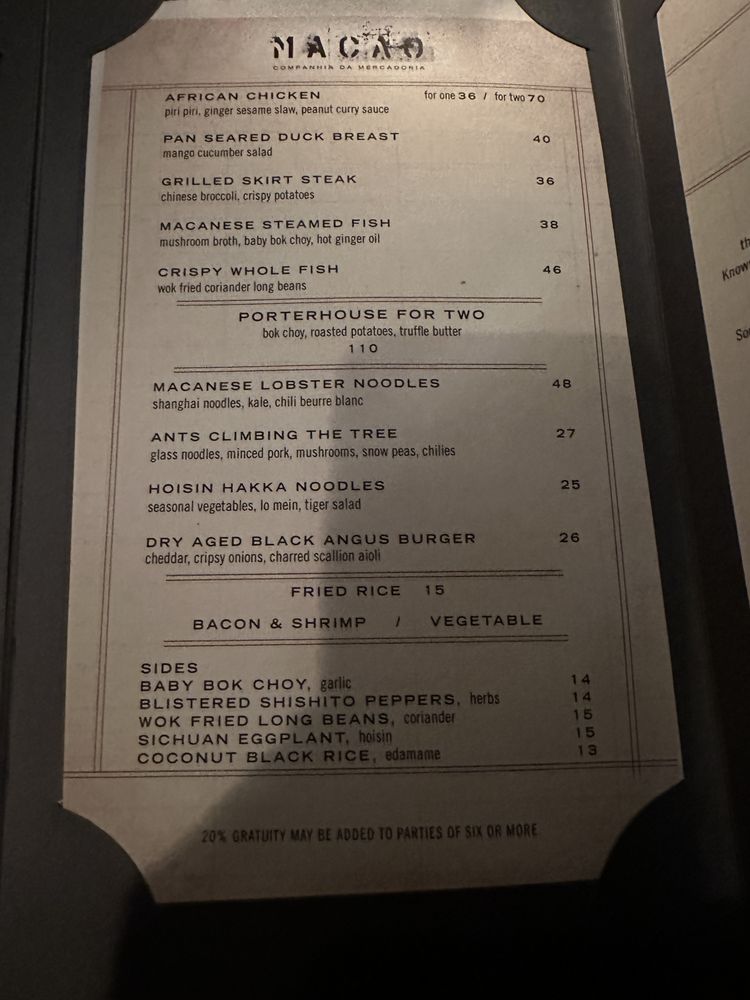 MACAO
COMPANHIA DA MERCADORIA
AFRICAN CHICKEN for one 36 / for two 70
piri piri, ginger sesame slaw, peanut curry sauce
PAN SEARED DUCK BREAST 40
mango cucumber salad
GRILLED SKIRT STEAK 36
chinese broccoli, crispy potatoes
MACANESE STEAMED FISH 38
mushroom broth, baby bok choy, hot ginger oil
CRISPY WHOLE FISH 46
wok fried coriander long beans
PORTERHOUSE FOR TWO
bok choy, roasted potatoes, truffle butter
110
MACANESE LOBSTER NOODLES 48
shanghai noodles, kale, chili beurre blanc
ANTS CLIMBING THE TREE 27
glass noodles, minced pork, mushrooms, snow peas, chilies
HOISIN HAKKA NOODLES 25
seasonal vegetables, lo mein, tiger salad
DRY AGED BLACK ANGUS BURGER 26
cheddar, cripsy onions, charred scallion aioli
FRIED RICE 15
BACON & SHRIMP / VEGETABLE
SIDES
BABY BOK CHOY, garlic 14
BLISTERED SHISHITO PEPPERS, herbs 14
WOK FRIED LONG BEANS, coriander 15
SICHUAN EGGPLANT, hoisin 15
COCONUT BLACK RICE, edamame 13
20% GRATUITY MAY BE ADDED TO PARTIES OF SIX OR MORE